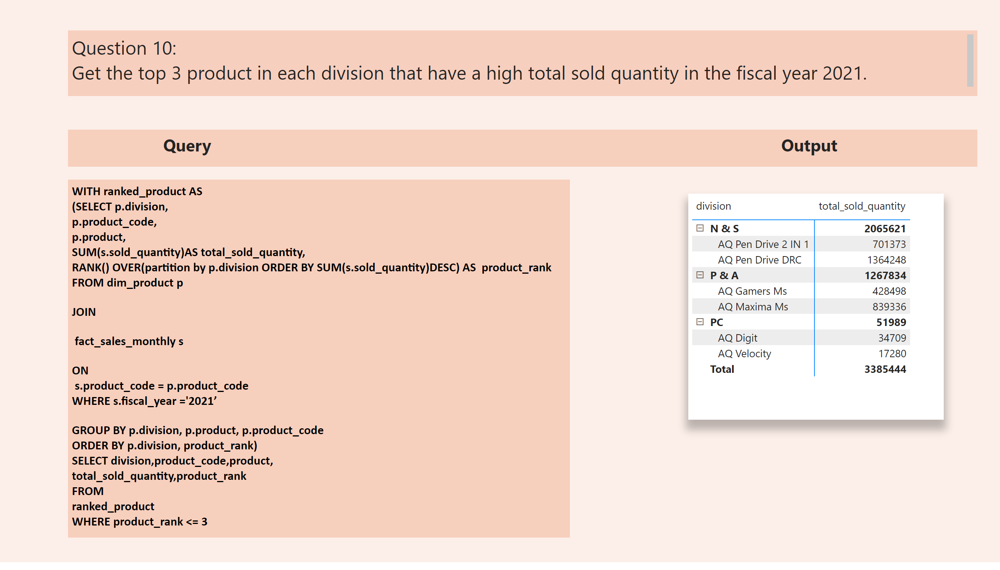 Question 10:
Get the top 3 product in each division that have a high total sold quantity in the fiscal year 2021.
Query
Output
WITH ranked_product AS
(SELECT p.division,
p.product_code,
p.product,
SUM(s.sold_quantity)AS total_sold_quantity,
RANK() OVER(partition by p.division ORDER BY SUM(s.sold_quantity)DESC) AS  product_rank
FROM dim_product p
JOIN
fact_sales_monthly s
ON
s.product_code = p.product_code
WHERE s.fiscal_year ='2021’
GROUP BY p.division, p.product, p.product_code
ORDER BY p.division, product_rank)
SELECT division,product_code,product,
total_sold_quantity,product_rank
FROM
ranked_product
WHERE product_rank <= 3
division total_sold_quantity
N & S 2065621
AQ Pen Drive 2 IN 1 701373
AQ Pen Drive DRC 1364248
P & A 1267834
AQ Gamers Ms 428498
AQ Maxima Ms 839336
PC 51989
AQ Digit 34709
AQ Velocity 17280
Total 3385444